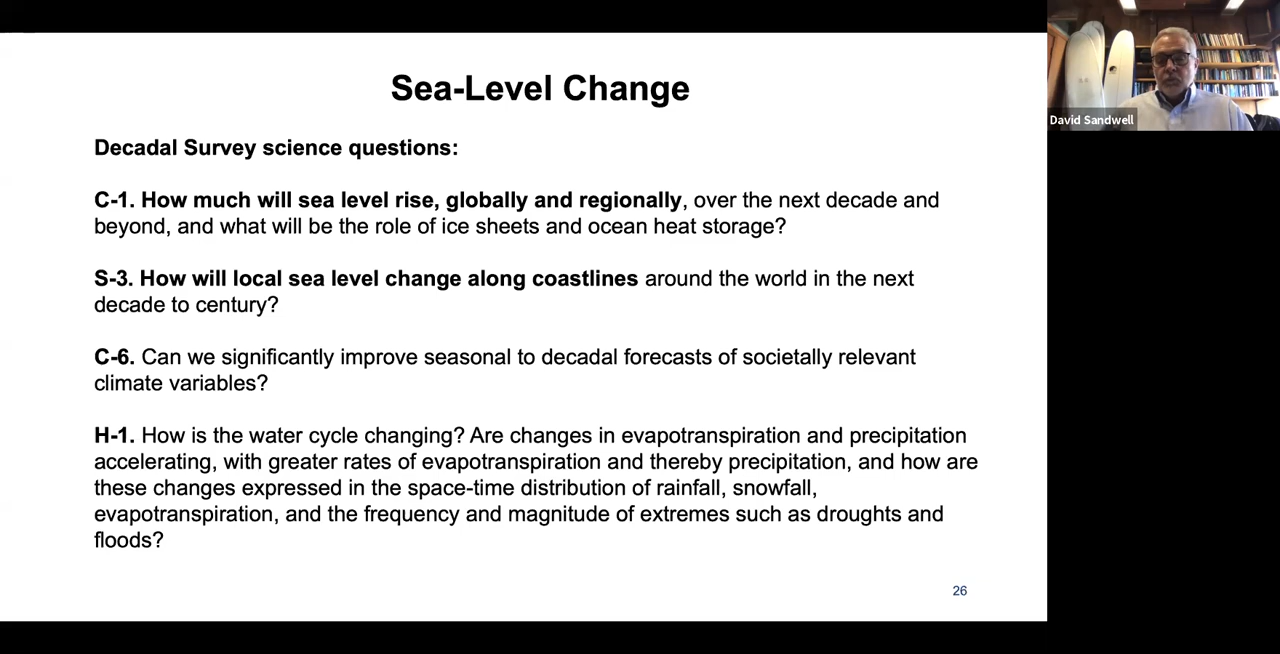 Sea-Level Change
Decadal Survey science questions:
C-1. How much will sea level rise, globally and regionally, over the next decade and
beyond, and what will be the role of ice sheets and ocean heat storage?
S-3. How will local sea level change along coastlines around the world in the next
decade to century?
C-6. Can we significantly improve seasonal to decadal forecasts of societally relevant
climate variables?
H-1. How is the water cycle changing? Are changes in evapotranspiration and precipitation
accelerating, with greater rates of evapotranspiration and thereby precipitation, and how are
these changes expressed in the space-time distribution of rainfall, snowfall,
evapotranspiration, and the frequency and magnitude of extremes such as droughts and
floods?
26
David Sandwell